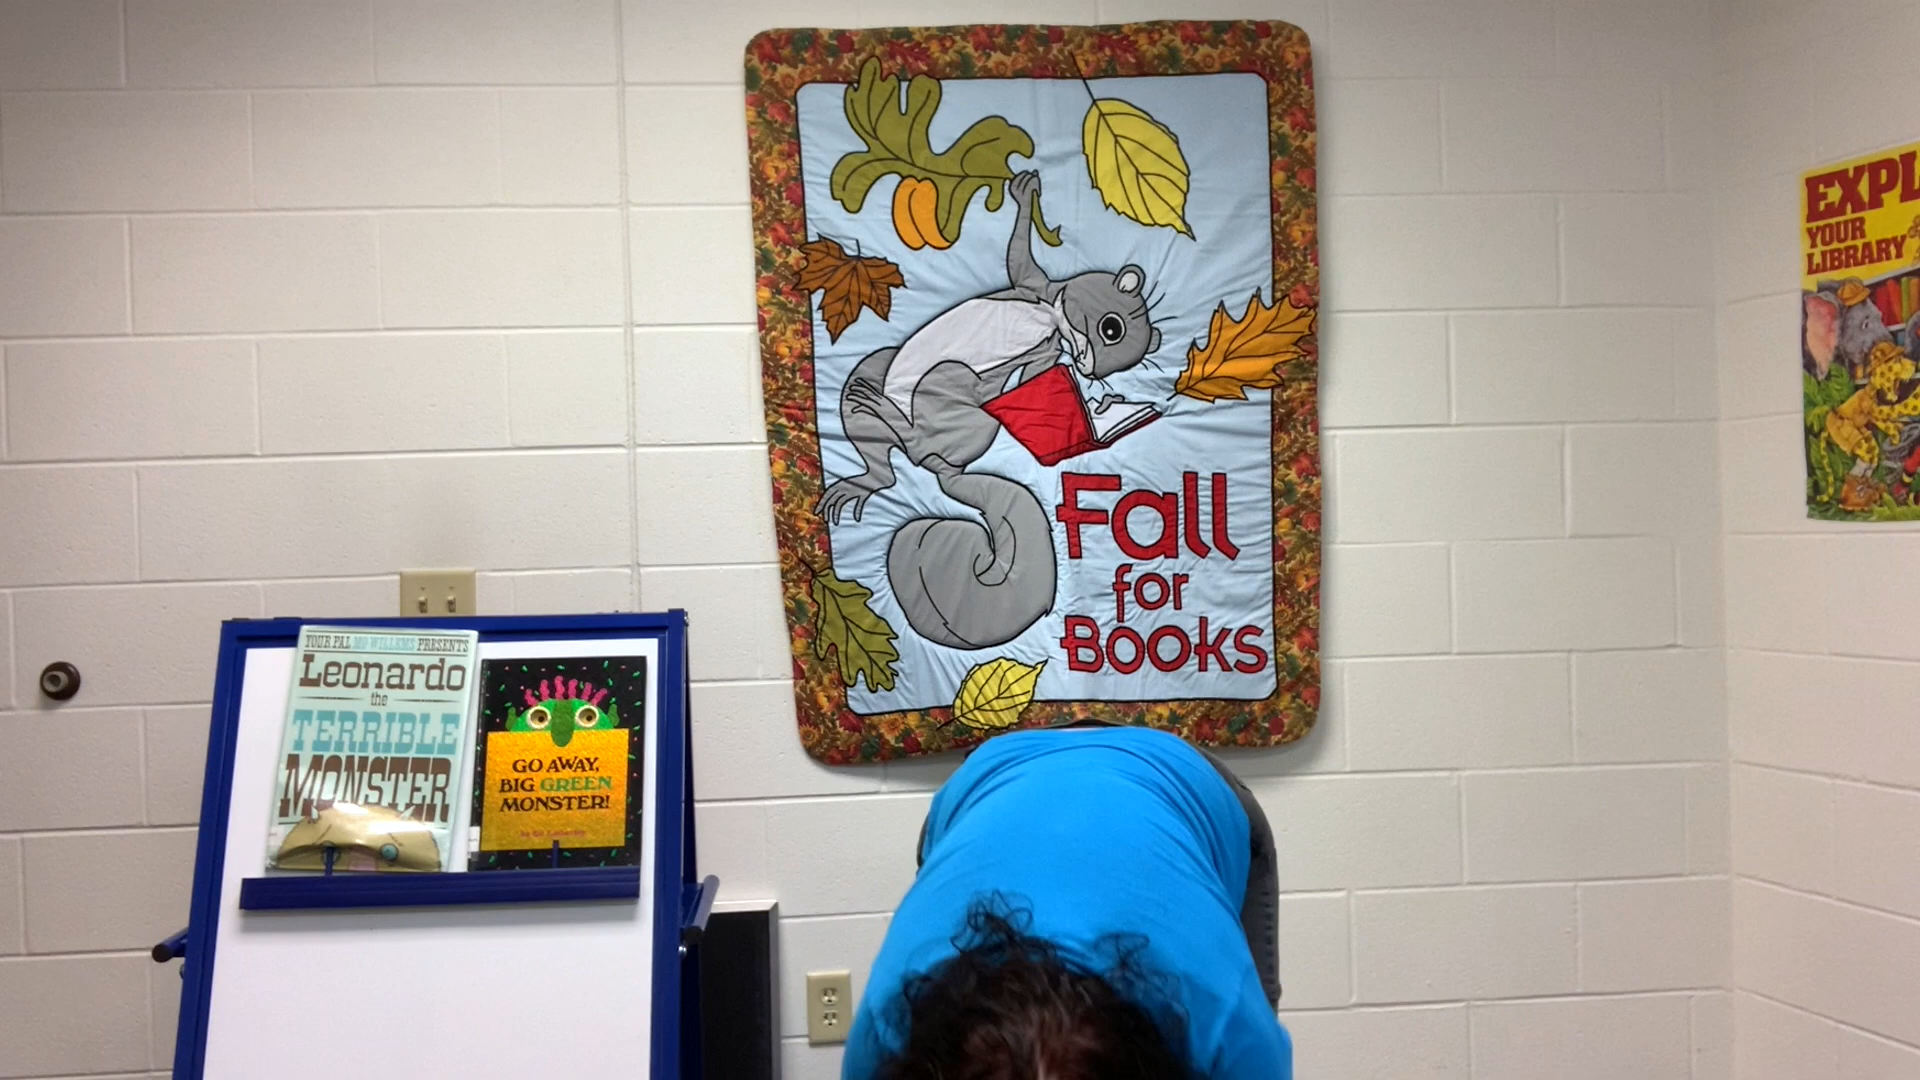 YOUR PAL MO WILLEMS PRESENTS
Leonardo
the
TERRIBLE
MONSTER
GO AWAY,
BIG GREEN
MONSTER!
Fall
for
Books
EXPL
YOUR
LIBRARY